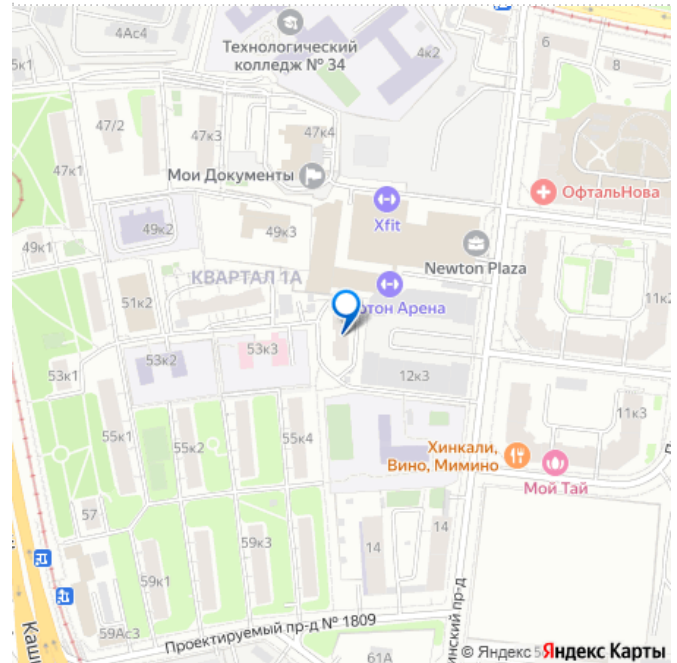 4Ас4
Технологический
колледж № 34
4к2
6
8
5к1
47/2
47к3
47к4
47к1
Мои Документы
ОфтальНова
Xfit
49к2
49к3
49к1
Newton Plaza
КВАРТАЛ 1А
51к2
отон Арена
11к2
53к3
53к2
53к1
12к3
11к3
55к1
55к2
55к4
Хинкали,
Вино, Мимино
Мой Тай
57
59к3
14
14
59к1
59Ас3
Проектируемый пр-д № 1809
61А
инский пр-д
Каши
© Яндекс
Яндекс Карты